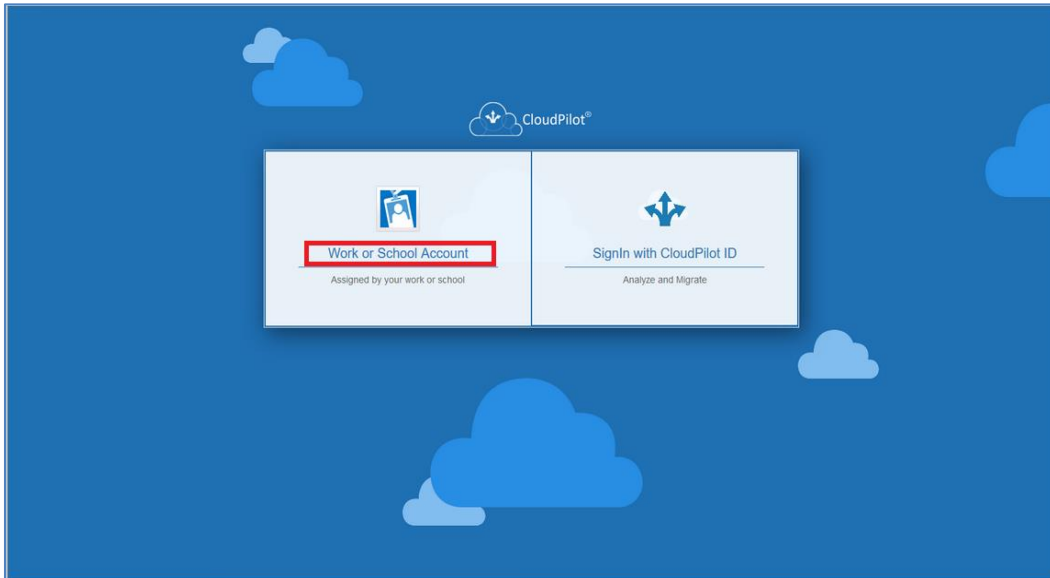 CloudPilot®
Work or School Account
Assigned by your work or school
SignIn with CloudPilot ID
Analyze and Migrate